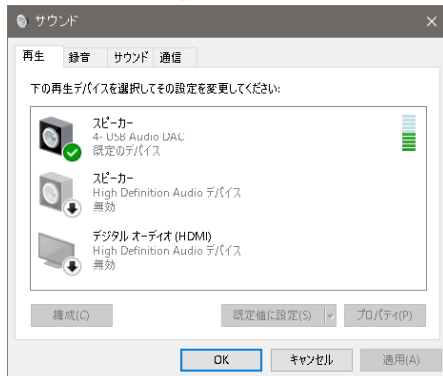 サウンド
再生 録音 サウンド 通信
下の再生デバイスを選択してその設定を変更してください:
スピーカー
4- USB Audio DAC
既定のデバイス
スピーカー
High Definition Audio デバイス
無効
デジタル オーディオ (HDMI)
High Definition Audio デバイス
無効
構成(C) 既定値に設定(S) プロパティ(P)
OK キャンセル 適用(A)